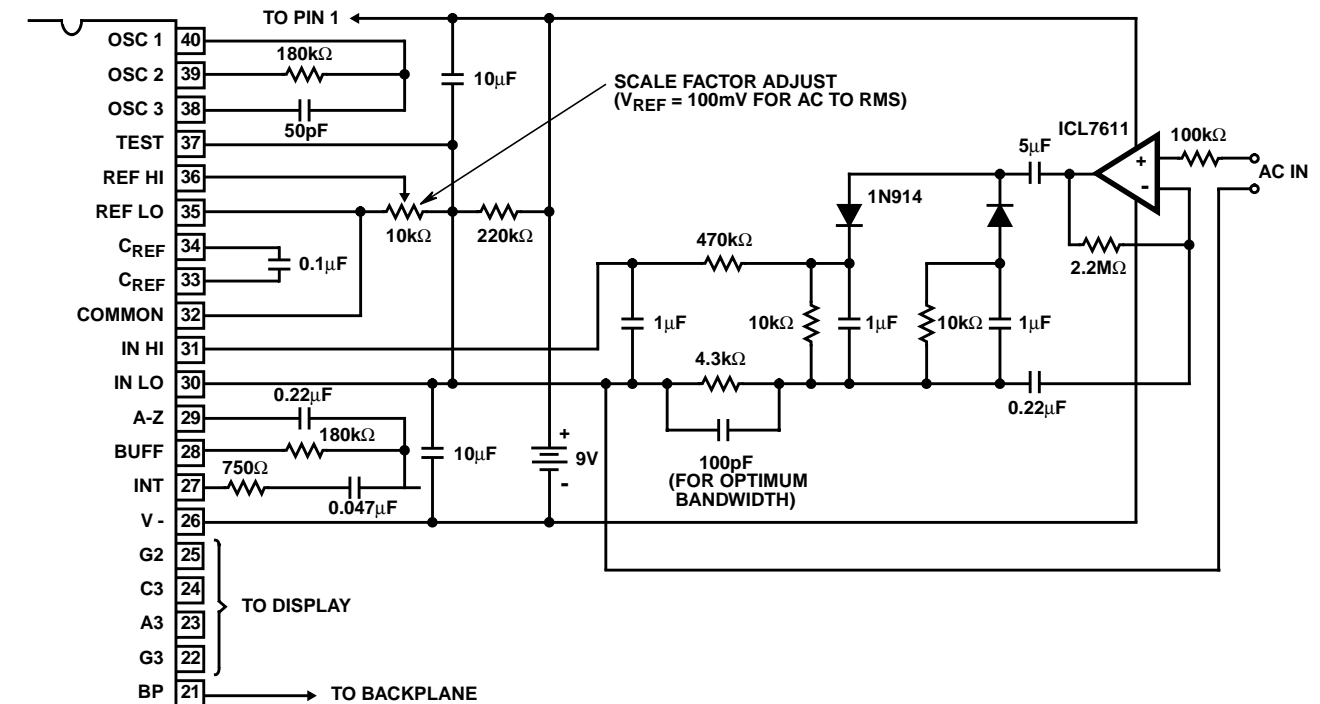 TO PIN 1
OSC 1 40
180kΩ
OSC 2 39
10μF
SCALE FACTOR ADJUST
(VREF = 100mV FOR AC TO RMS)
OSC 3 38
50pF
TEST 37
ICL7611
100kΩ
5μF
+
-
AC IN
REF HI 36
1N914
REF LO 35
10kΩ
220kΩ
CREF 34
470kΩ
2.2MΩ
0.1μF
CREF 33
COMMON 32
1μF
10kΩ
1μF
10kΩ
1μF
IN HI 31
4.3kΩ
IN LO 30
0.22μF
0.22μF
A-Z 29
180kΩ
+
BUFF 28
10μF
9V
100pF
(FOR OPTIMUM
BANDWIDTH)
750Ω
INT 27
-
0.047μF
V - 26
G2 25
C3 24
TO DISPLAY
A3 23
G3 22
BP 21
TO BACKPLANE